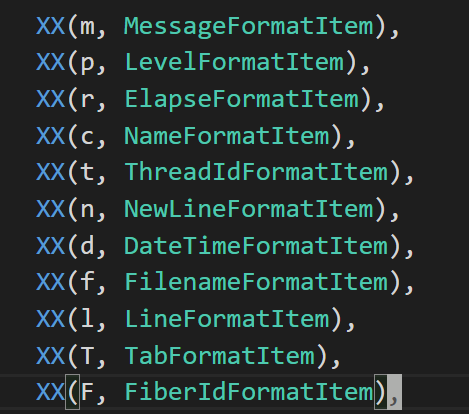 XX(m, MessageFormatItem),
XX(p, LevelFormatItem),
XX(r, ElapseFormatItem),
XX(c, NameFormatItem),
XX(t, ThreadIdFormatItem),
XX(n, NewLineFormatItem),
XX(d, DateTimeFormatItem),
XX(f, FilenameFormatItem),
XX(l, LineFormatItem),
XX(T, TabFormatItem),
XX(F, FiberIdFormatItem),